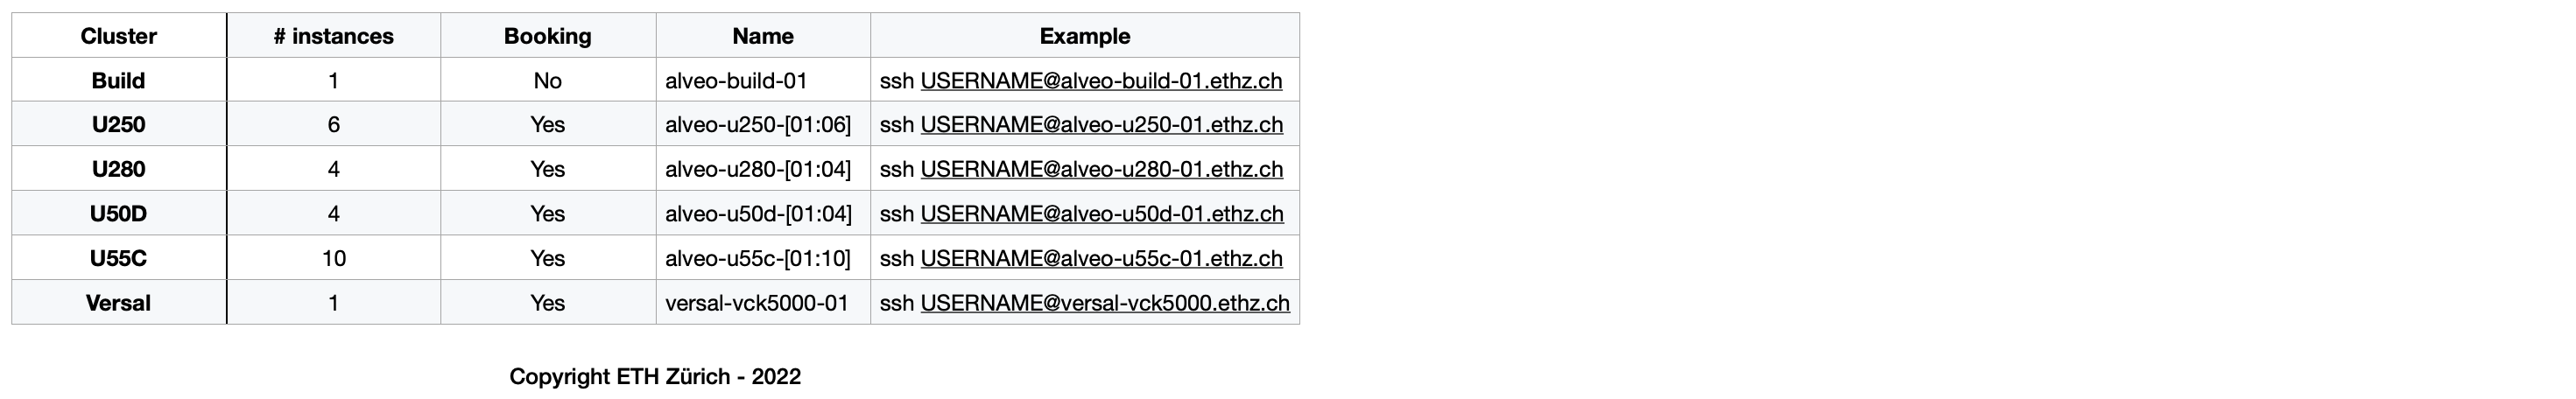 Cluster # instances Booking Name Example
Build 1 No alveo-build-01 ssh USERNAME@alveo-build-01.ethz.ch
U250 6 Yes alveo-u250-[01:06] ssh USERNAME@alveo-u250-01.ethz.ch
U280 4 Yes alveo-u280-[01:04] ssh USERNAME@alveo-u280-01.ethz.ch
U50D 4 Yes alveo-u50d-[01:04] ssh USERNAME@alveo-u50d-01.ethz.ch
U55C 10 Yes alveo-u55c-[01:10] ssh USERNAME@alveo-u55c-01.ethz.ch
Versal 1 Yes versal-vck5000-01 ssh USERNAME@versal-vck5000.ethz.ch
Copyright ETH Zürich - 2022